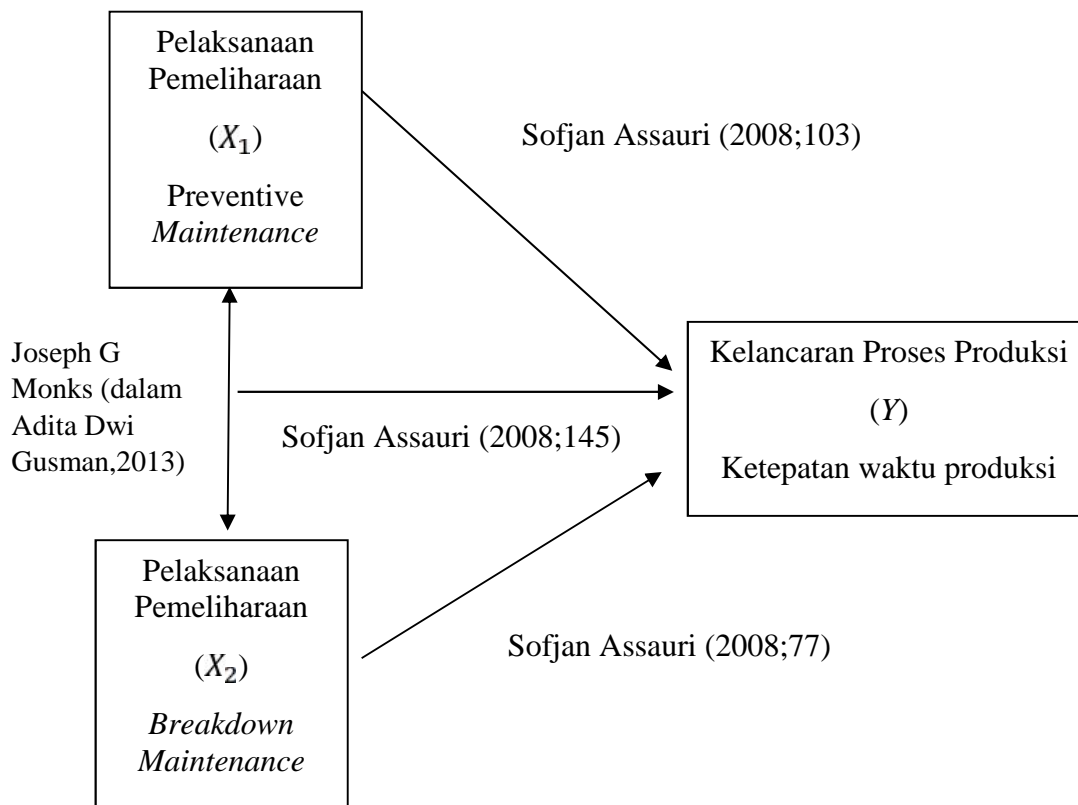 Pelaksanaan
Pemeliharaan
(X₁)
Preventive
Maintenance
Sofjan Assauri (2008;103)
Joseph G
Monks (dalam
Adita Dwi
Gusman,2013)
Sofjan Assauri (2008;145)
Kelancaran Proses Produksi
(Y)
Ketepatan waktu produksi
Pelaksanaan
Pemeliharaan
(X₂)
Breakdown
Maintenance
Sofjan Assauri (2008;77)